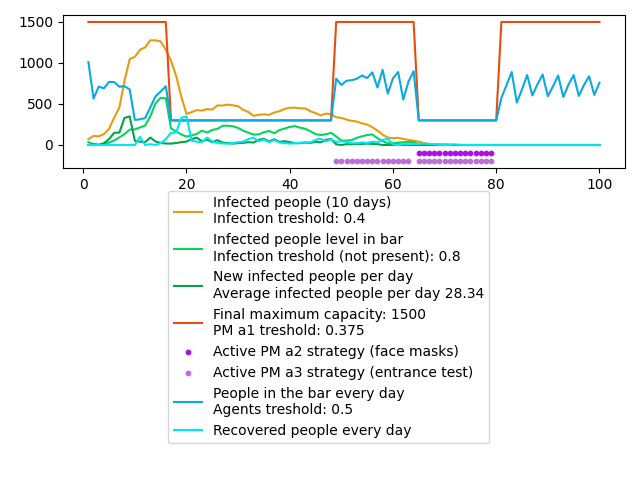 1500
1000
500
0
0
20
40
60
80
100
Infected people (10 days)
Infection treshold: 0.4
Infected people level in bar
Infection treshold (not present): 0.8
New infected people per day
Average infected people per day 28.34
Final maximum capacity: 1500
PM a1 treshold: 0.375
Active PM a2 strategy (face masks)
Active PM a3 strategy (entrance test)
People in the bar every day
Agents treshold: 0.5
Recovered people every day